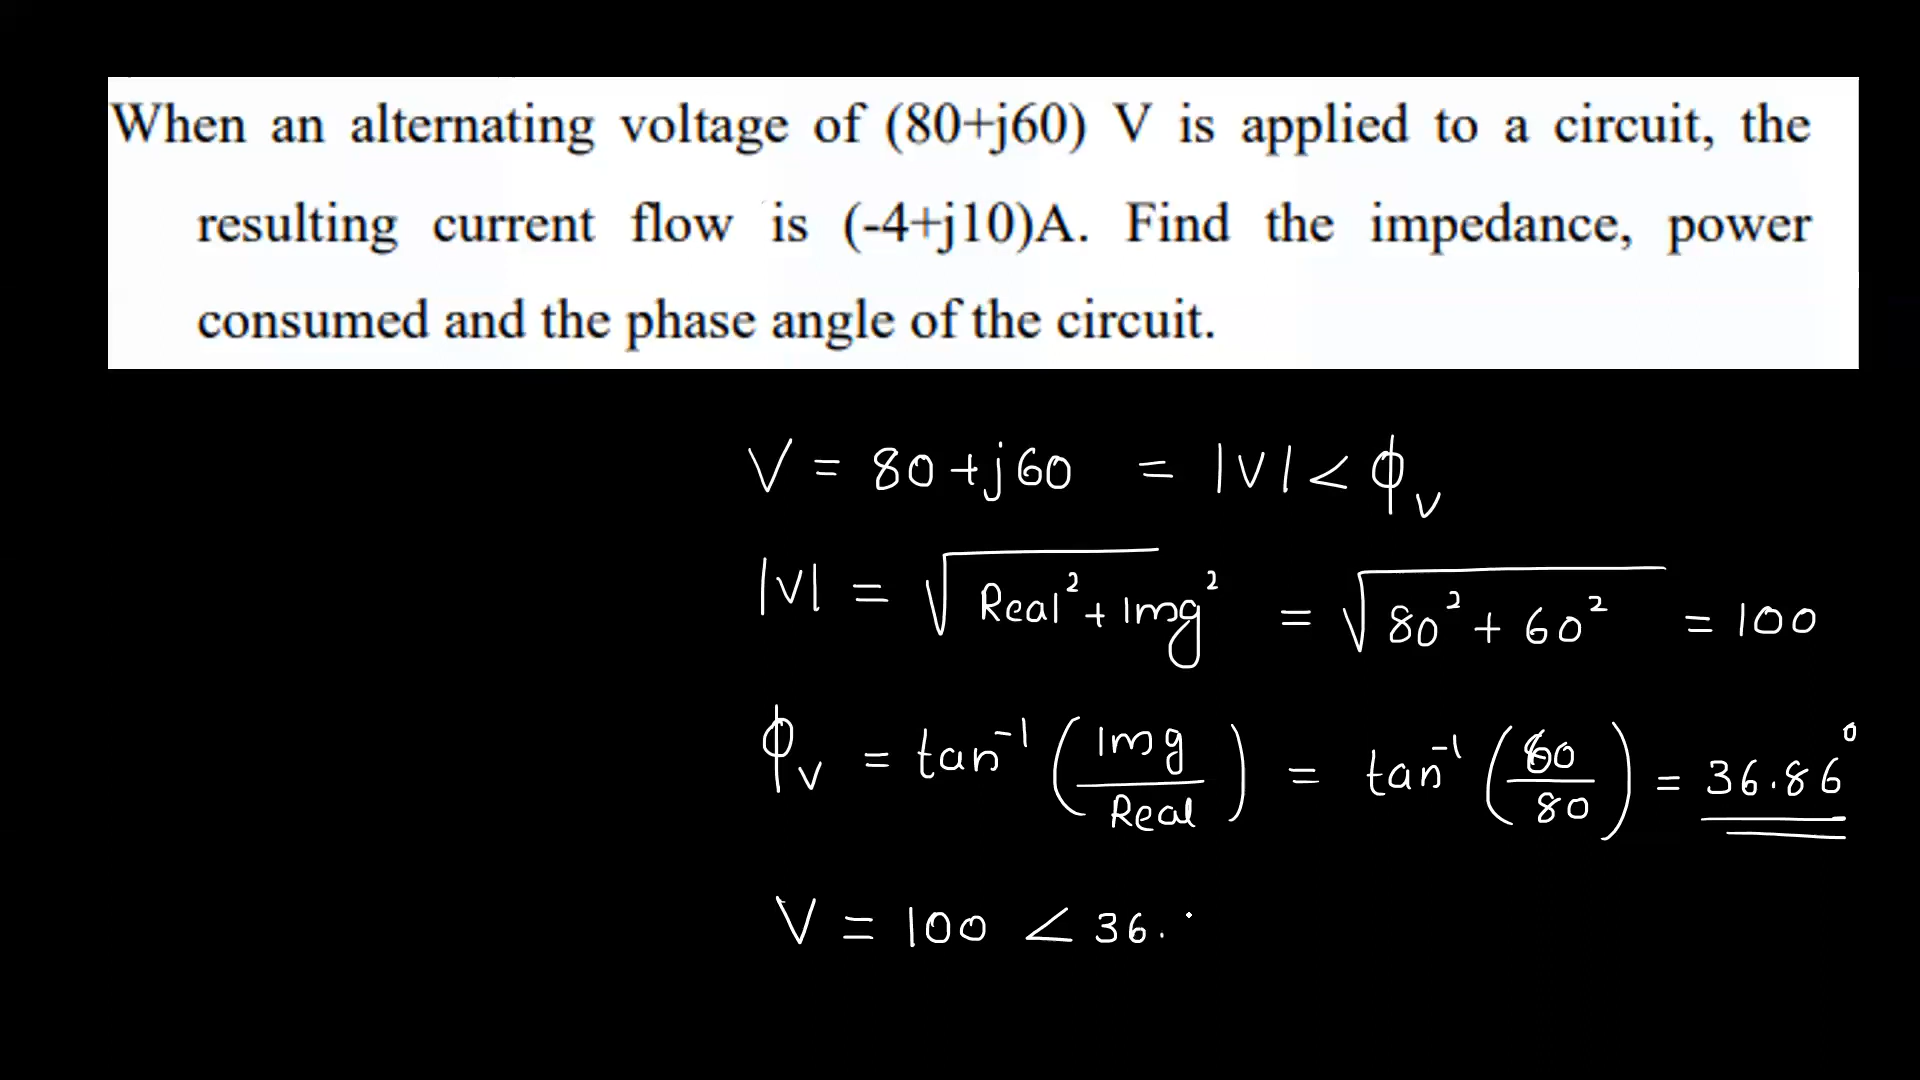 When an alternating voltage of (80+j60) V is applied to a circuit, the
resulting current flow is (-4+j10)A. Find the impedance, power
consumed and the phase angle of the circuit.
V = 80+j60 = |V| < ϕ_V
|V| = √(Real² + Img²) = √(80² + 60²) = 100
ϕ_V = tan⁻¹ (Img/Real) = tan⁻¹ (60/80) = 36.86°
V = 100 < 36.